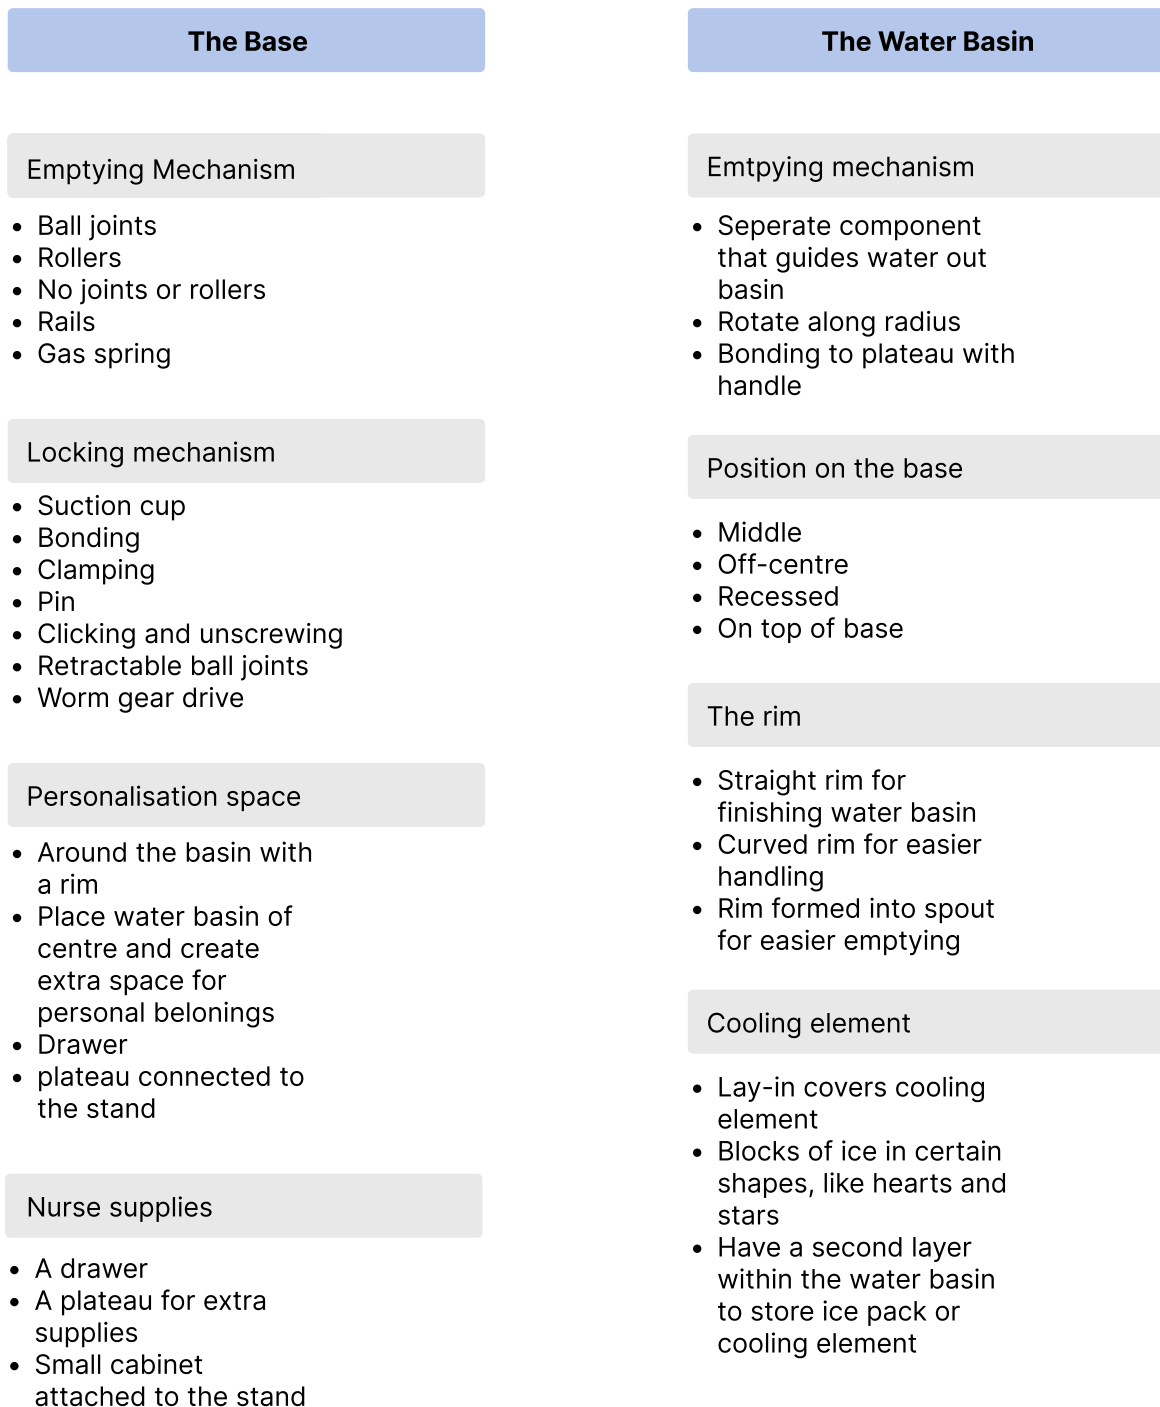 The Base
Emptying Mechanism
• Ball joints
• Rollers
• No joints or rollers
• Rails
• Gas spring
Locking mechanism
• Suction cup
• Bonding
• Clamping
• Pin
• Clicking and unscrewing
• Retractable ball joints
• Worm gear drive
Personalisation space
• Around the basin with
a rim
• Place water basin of
centre and create
extra space for
personal belonings
• Drawer
• plateau connected to
the stand
Nurse supplies
• A drawer
• A plateau for extra
supplies
• Small cabinet
attached to the stand
The Water Basin
Emtpying mechanism
• Seperate component
that guides water out
basin
• Rotate along radius
• Bonding to plateau with
handle
Position on the base
• Middle
• Off-centre
• Recessed
• On top of base
The rim
• Straight rim for
finishing water basin
• Curved rim for easier
handling
• Rim formed into spout
for easier emptying
Cooling element
• Lay-in covers cooling
element
• Blocks of ice in certain
shapes, like hearts and
stars
• Have a second layer
within the water basin
to store ice pack or
cooling element